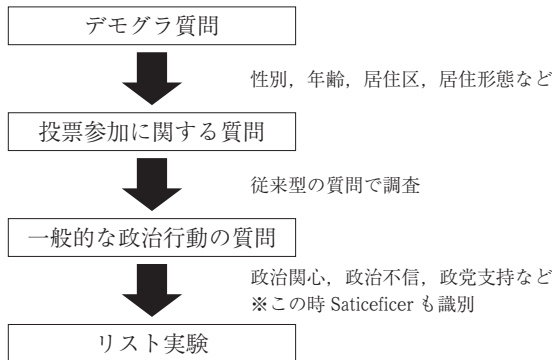 デモグラ質問
性別，年齢，居住区，居住形態など
投票参加に関する質問
従来型の質問で調査
一般的な政治行動の質問
政治関心，政治不信，政党支持など
※この時 Saticeficer も識別
リスト実験